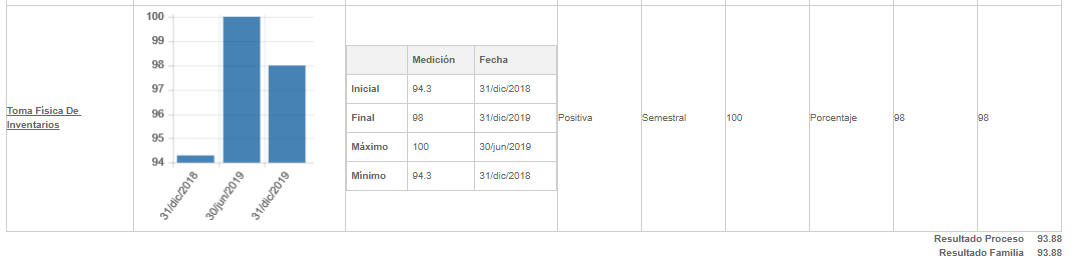 Toma Física De
Inventarios
100
99
98
97
96
95
94
31/dic/2018
30/jun/2019
31/dic/2019
Medición Fecha
Inicial 94.3 31/dic/2018
Final 98 31/dic/2019
Máximo 100 30/jun/2019
Mínimo 94.3 31/dic/2018
Positiva
Semestral
100
Porcentaje
98
98
Resultado Proceso 93.88
Resultado Familia 93.88